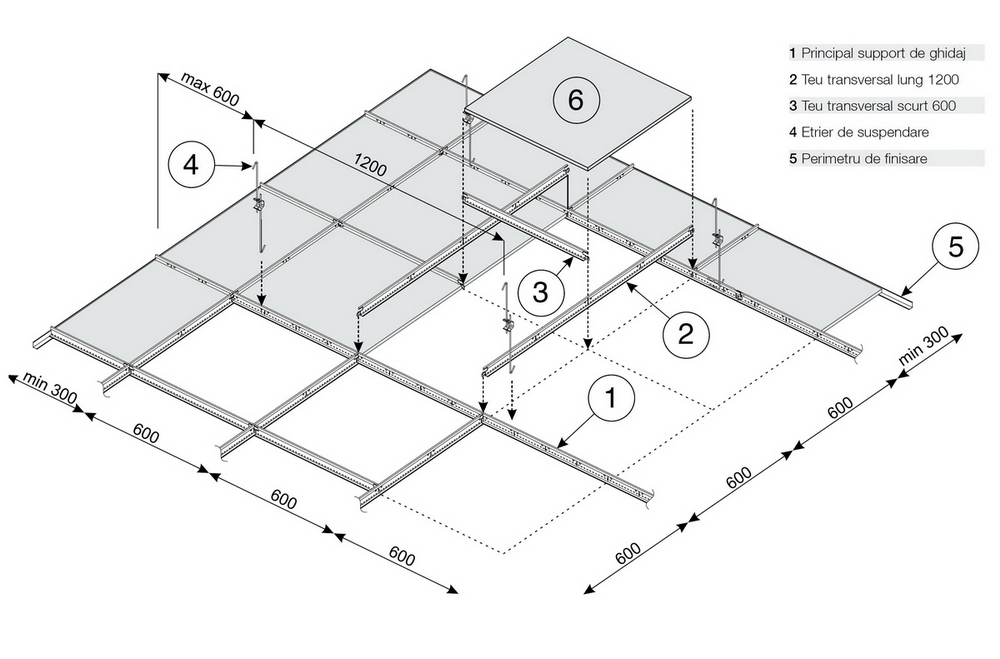 1 Principal support de ghidaj
2 Teu transversal lung 1200
3 Teu transversal scurt 600
4 Etrier de suspendare
5 Perimetru de finisare
max 600
1200
6
4
5
3
2
1
min 300
600
600
600
min 300
600
600
600